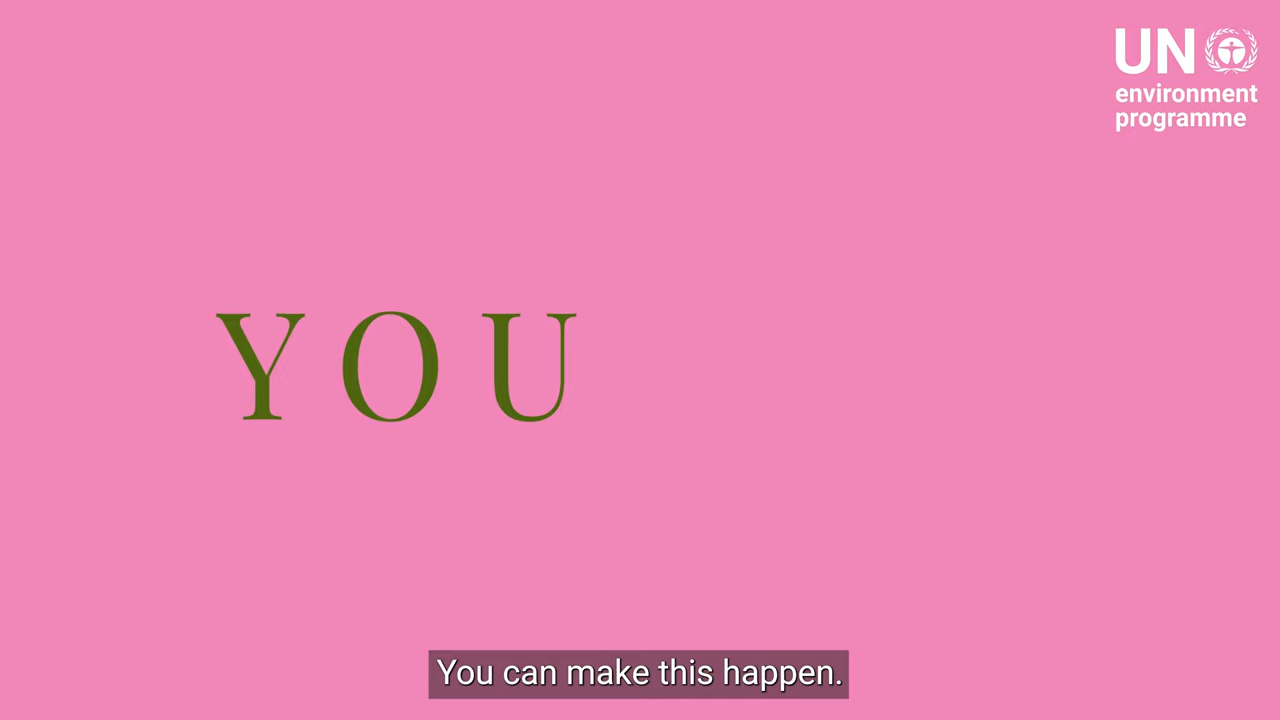 UN
environment
programme
YOU
You can make this happen.